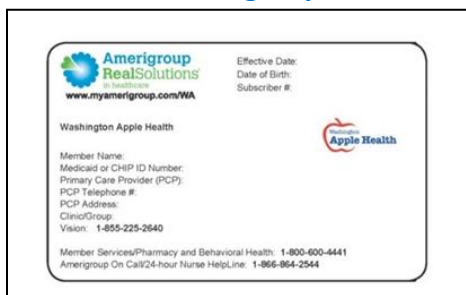 Amerigroup
RealSolutions
in healthcare
www.myamerigroup.com/WA
Effective Date:
Date of Birth:
Subscriber #:
Washington Apple Health
Washington
Apple Health
Member Name:
Medicaid or CHIP ID Number:
Primary Care Provider (PCP):
PCP Telephone #:
PCP Address:
Clinic/Group:
Vision: 1-855-225-2640
Member Services/Pharmacy and Behavioral Health: 1-800-600-4441
Amerigroup On Call/24-hour Nurse HelpLine: 1-866-864-2544